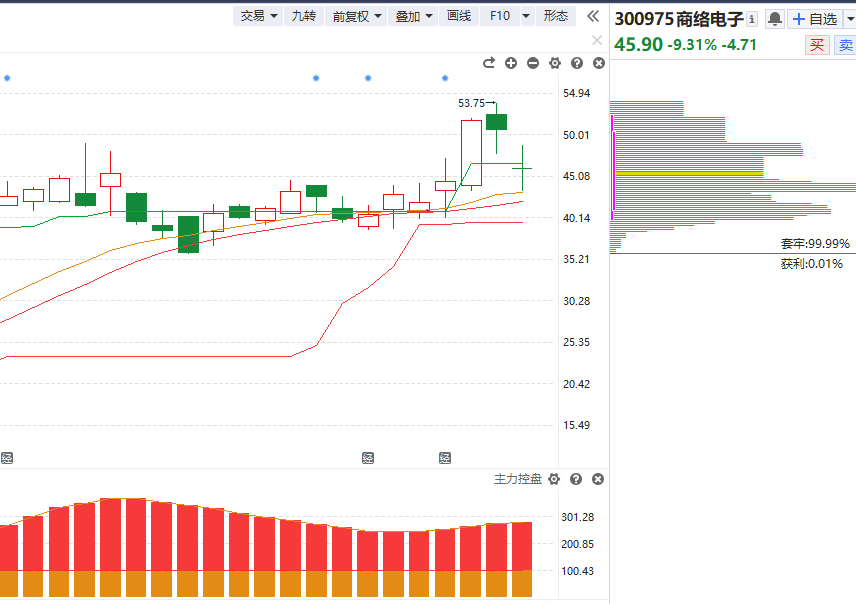 交易 九转 前复权 叠加 画线 F10 形态
300975商络电子 自选
45.90 -9.31% -4.71 买 卖
53.75
54.94
50.01
45.08
40.14
35.21
30.28
25.35
20.42
15.49
套牢:99.99%
获利:0.01%
主力控盘
301.28
200.85
100.43